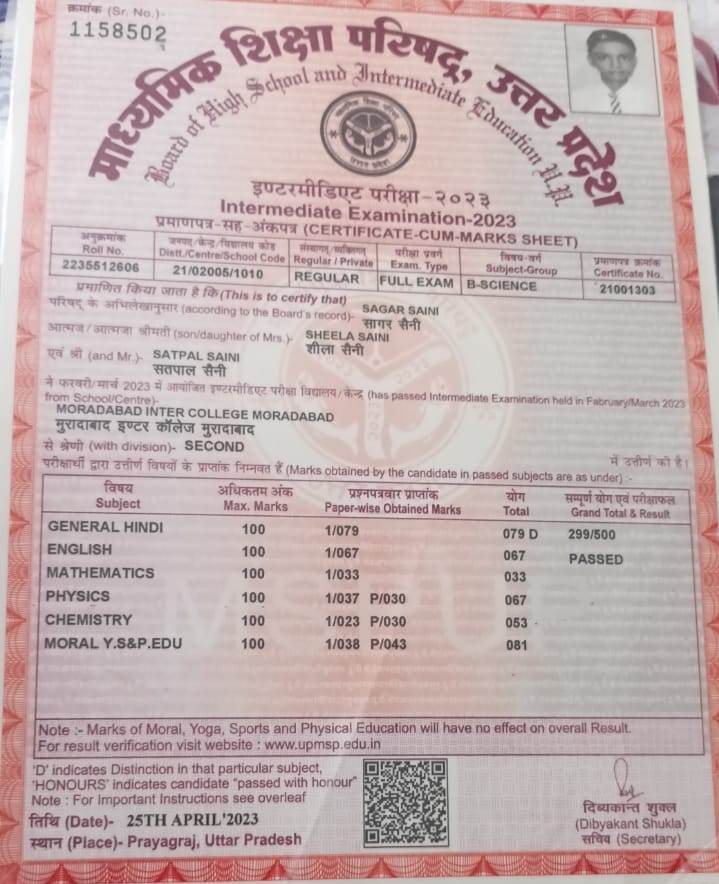 क्रमांक (Sr. No.)-
1158502
माध्यमिक शिक्षा परिषद्, उत्तर प्रदेश
Board of High School and Intermediate Education U.P.
इण्टरमीडिएट परीक्षा-२०२३
Intermediate Examination-2023
प्रमाणपत्र-सह-अंकपत्र (CERTIFICATE-CUM-MARKS SHEET)
अनुक्रमांक जनपद/केन्द्र/विद्यालय कोड संस्थागत/व्यक्तिगत परीक्षा प्रवर्ग विषय-वर्ग प्रमाणपत्र क्रमांक
Roll No. Distt./Centre/School Code Regular / Private Exam. Type Subject-Group Certificate No.
2235512606 21/02005/1010 REGULAR FULL EXAM B-SCIENCE 21001303
प्रमाणित किया जाता है कि(This is to certify that)
परिषद् के अभिलेखानुसार (according to the Board's record)- SAGAR SAINI
सागर सैनी
आत्मज/आत्मजा श्रीमती (son/daughter of Mrs.)- SHEELA SAINI
शीला सैनी
एवं श्री (and Mr.)- SATPAL SAINI
सतपाल सैनी
ने फरवरी/मार्च 2023 में आयोजित इण्टरमीडिएट परीक्षा विद्यालय/केन्द्र (has passed Intermediate Examination held in Fabruary/March 2023
from School/Centre)-
MORADABAD INTER COLLEGE MORADABAD
मुरादाबाद इण्टर कॉलेज मुरादाबाद
से श्रेणी (with division)- SECOND में उत्तीर्ण की है।
परीक्षार्थी द्वारा उत्तीर्ण विषयों के प्राप्तांक निम्नवत हैं (Marks obtained by the candidate in passed subjects are as under) :-
विषय अधिकतम अंक प्रश्नपत्रवार प्राप्तांक योग सम्पूर्ण योग एवं परीक्षाफल
Subject Max. Marks Paper-wise Obtained Marks Total Grand Total & Result
GENERAL HINDI 100 1/079 079 D 299/500
ENGLISH 100 1/067 067 PASSED
MATHEMATICS 100 1/033 033
PHYSICS 100 1/037 P/030 067
CHEMISTRY 100 1/023 P/030 053
MORAL Y.S&P.EDU 100 1/038 P/043 081
Note :- Marks of Moral, Yoga, Sports and Physical Education will have no effect on overall Result.
For result verification visit website : www.upmsp.edu.in
'D' indicates Distinction in that particular subject,
'HONOURS' indicates candidate "passed with honour"
Note : For Important Instructions see overleaf
तिथि (Date)- 25TH APRIL'2023
स्थान (Place)- Prayagraj, Uttar Pradesh
दिब्यकान्त शुक्ल
(Dibyakant Shukla)
सचिव (Secretary)